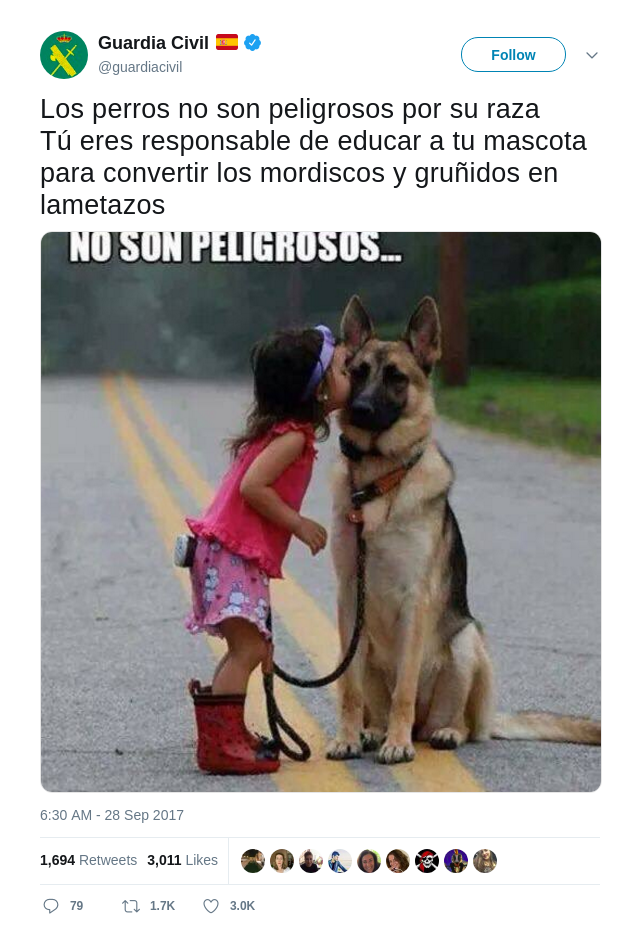 Guardia Civil
@guardiacivil
Follow
Los perros no son peligrosos por su raza
Tú eres responsable de educar a tu mascota
para convertir los mordiscos y gruñidos en
lametazos
NO SON PELIGROSOS...
6:30 AM - 28 Sep 2017
1,694 Retweets 3,011 Likes
79 1.7K 3.0K